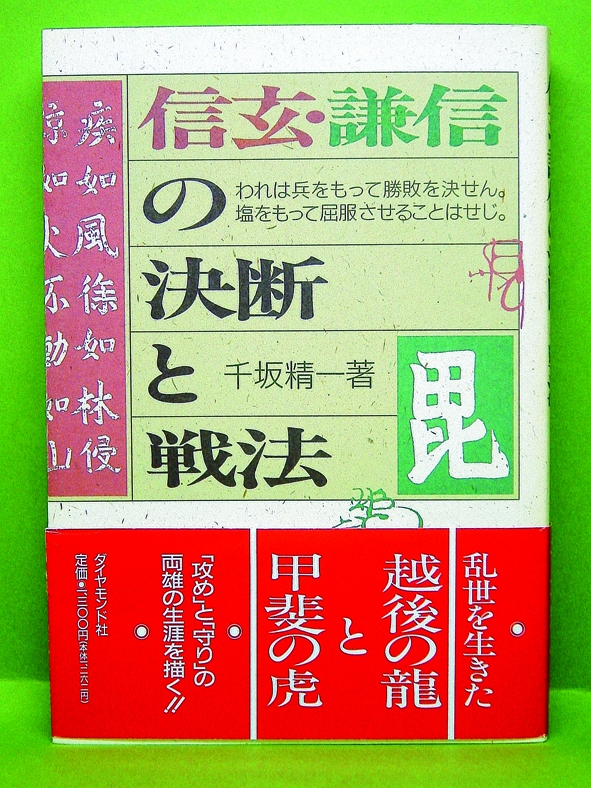 信玄・謙信
の
われは兵をもって勝敗を決せん。
塩をもって屈服させることはせじ。
決断
と
千坂精一著
戦法
毘
疾如風徐如林侵
掠如火不動如山
乱世を生きた
越後の龍
と
甲斐の虎
「攻め」と「守り」の
両雄の生涯を描く!!
ダイヤモンド社
定価●一三〇〇円(本体一二六二円)